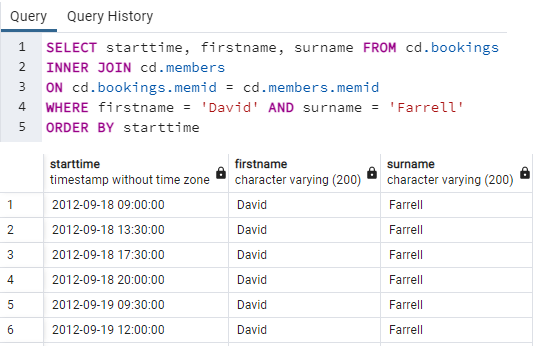 Query Query History
1 SELECT starttime, firstname, surname FROM cd.bookings
2 INNER JOIN cd.members
3 ON cd.bookings.memid = cd.members.memid
4 WHERE firstname = 'David' AND surname = 'Farrell'
5 ORDER BY starttime
starttime firstname surname
timestamp without time zone character varying (200) character varying (200)
1 2012-09-18 09:00:00 David Farrell
2 2012-09-18 13:30:00 David Farrell
3 2012-09-18 17:30:00 David Farrell
4 2012-09-18 20:00:00 David Farrell
5 2012-09-19 09:30:00 David Farrell
6 2012-09-19 12:00:00 David Farrell